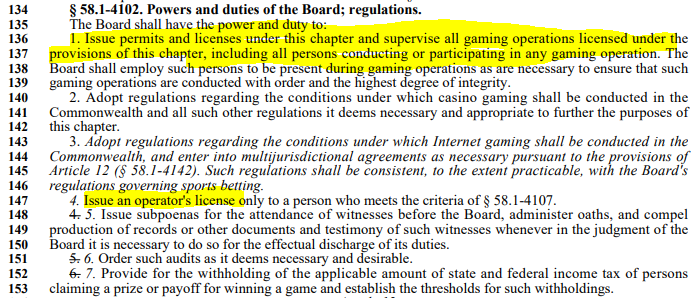 134 § 58.1-4102. Powers and duties of the Board; regulations.
135 The Board shall have the power and duty to:
136 1. Issue permits and licenses under this chapter and supervise all gaming operations licensed under the
137 provisions of this chapter, including all persons conducting or participating in any gaming operation. The
138 Board shall employ such persons to be present during gaming operations as are necessary to ensure that such
139 gaming operations are conducted with order and the highest degree of integrity.
140 2. Adopt regulations regarding the conditions under which casino gaming shall be conducted in the
141 Commonwealth and all such other regulations it deems necessary and appropriate to further the purposes of
142 this chapter.
143 3. Adopt regulations regarding the conditions under which Internet gaming shall be conducted in the
144 Commonwealth, and enter into multijurisdictional agreements as necessary pursuant to the provisions of
145 Article 12 (§ 58.1-4142). Such regulations shall be consistent, to the extent practicable, with the Board's
146 regulations governing sports betting.
147 4. Issue an operator's license only to a person who meets the criteria of § 58.1-4107.
148 4. 5. Issue subpoenas for the attendance of witnesses before the Board, administer oaths, and compel
149 production of records or other documents and testimony of such witnesses whenever in the judgment of the
150 Board it is necessary to do so for the effectual discharge of its duties.
151 5. 6. Order such audits as it deems necessary and desirable.
152 6. 7. Provide for the withholding of the applicable amount of state and federal income tax of persons
153 claiming a prize or payoff for winning a game and establish the thresholds for such withholdings.